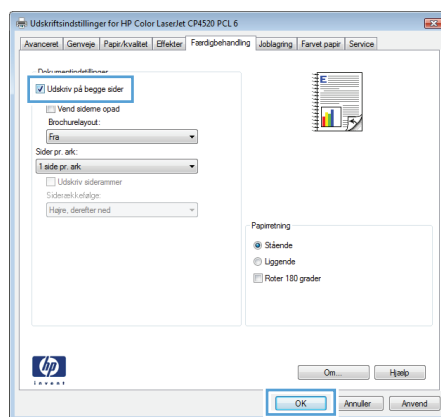 Udskriftsindstillinger for HP Color LaserJet CP4520 PCL 6
Avanceret Genveje Papir/kvalitet Effekter Færdigbehandling Joblagring Farvet papir Service
Dokumentindstillinger
Udskriv på begge sider
Vend siderne opad
Brochurelayout:
Fra
Sider pr. ark:
1 side pr. ark
Udskriv siderammer
Siderækkefølge:
Højre, derefter ned
E
Papirretning
Stående
Liggende
Roter 180 grader
hp
invent
Om... Hjælp
OK Annuller Anvend